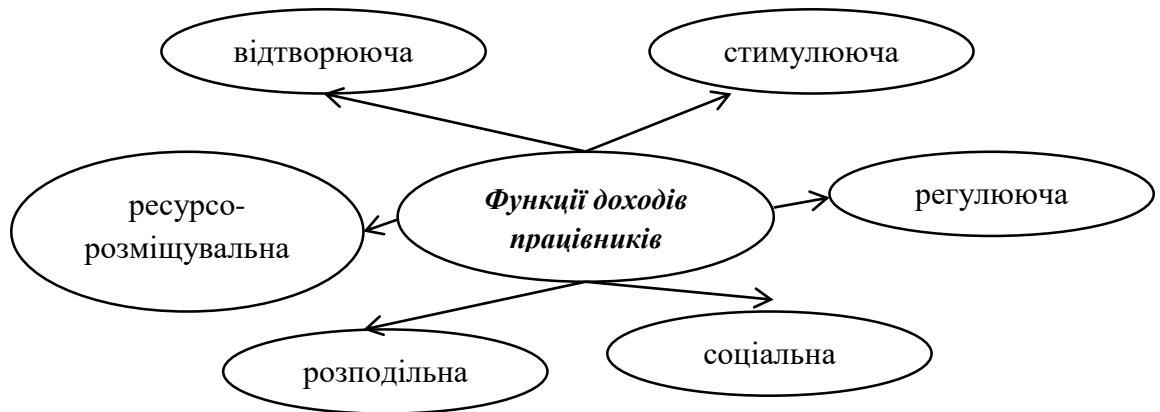 відтворююча
стимулююча
ресурсо-
розміщувальна
Функції доходів
працівників
регулююча
розподільна
соціальна